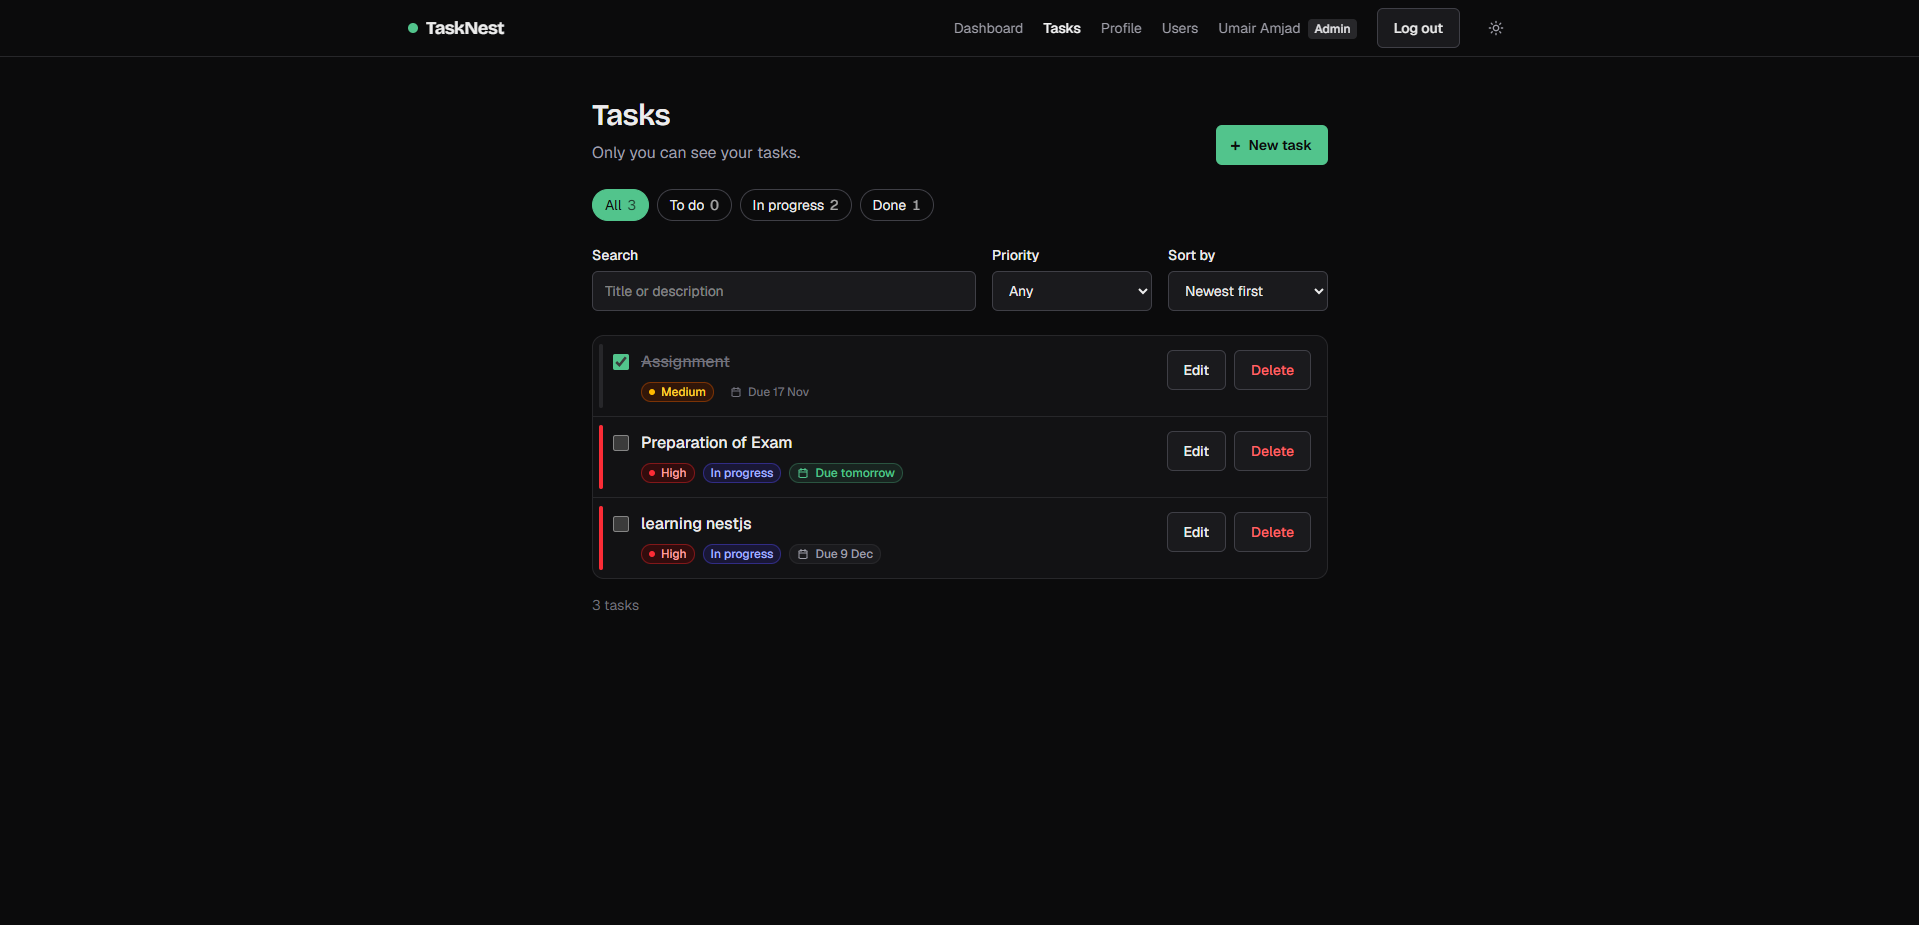 TaskNest
Dashboard Tasks Profile Users Umair Amjad Admin Log out
Tasks
Only you can see your tasks.
+ New task
All 3 To do 0 In progress 2 Done 1
Search Priority Sort by
Title or description Any Newest first
Assignment Edit Delete
Medium Due 17 Nov
Preparation of Exam Edit Delete
High In progress Due tomorrow
learning nestjs Edit Delete
High In progress Due 9 Dec
3 tasks